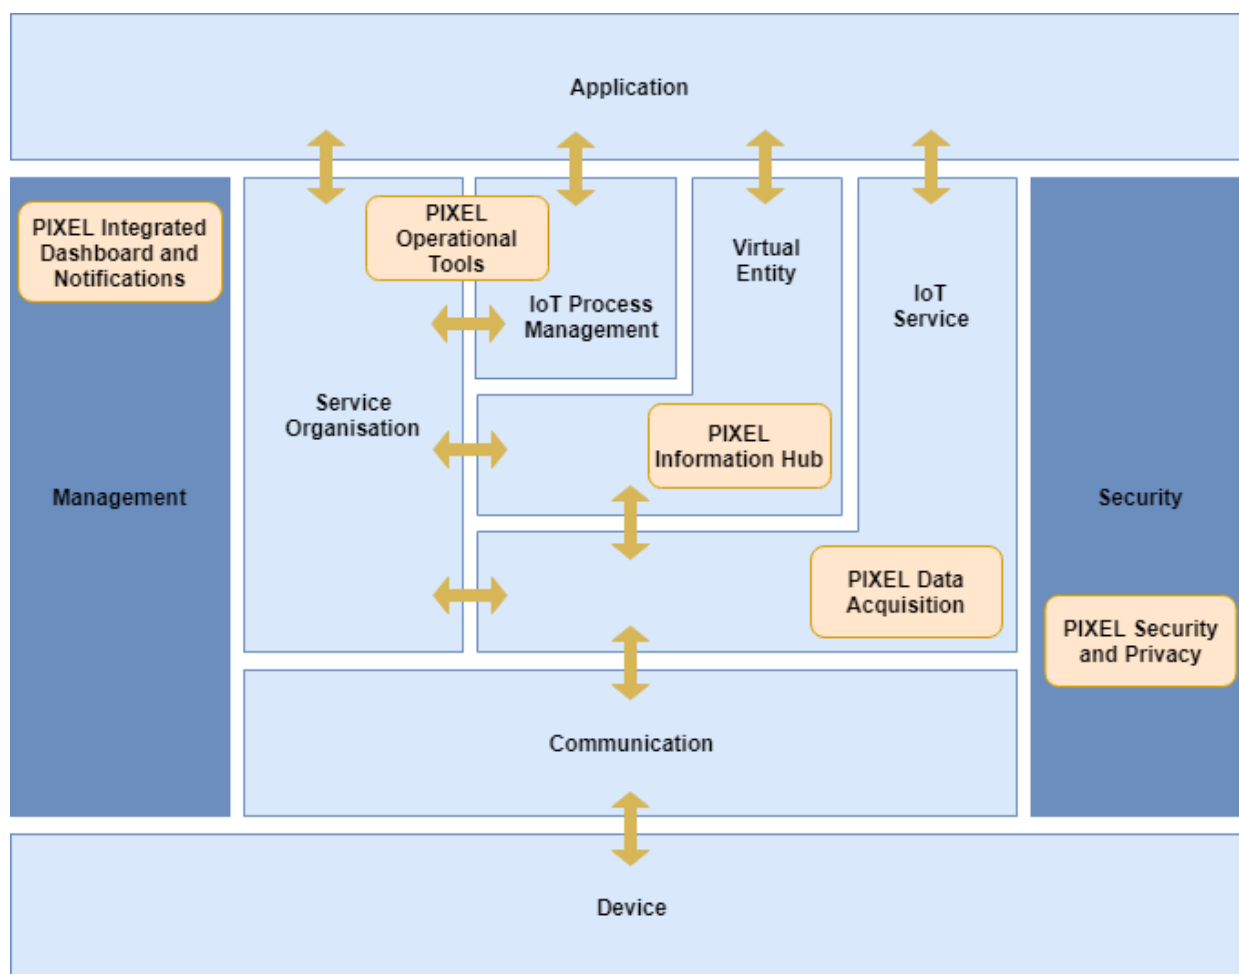 Application
PIXEL Integrated
Dashboard and
Notifications
PIXEL
Operational
Tools
Virtual
Entity
IoT
Service
IoT Process
Management
Service
Organisation
PIXEL
Information Hub
Management
Security
PIXEL Data
Acquisition
PIXEL Security
and Privacy
Communication
Device